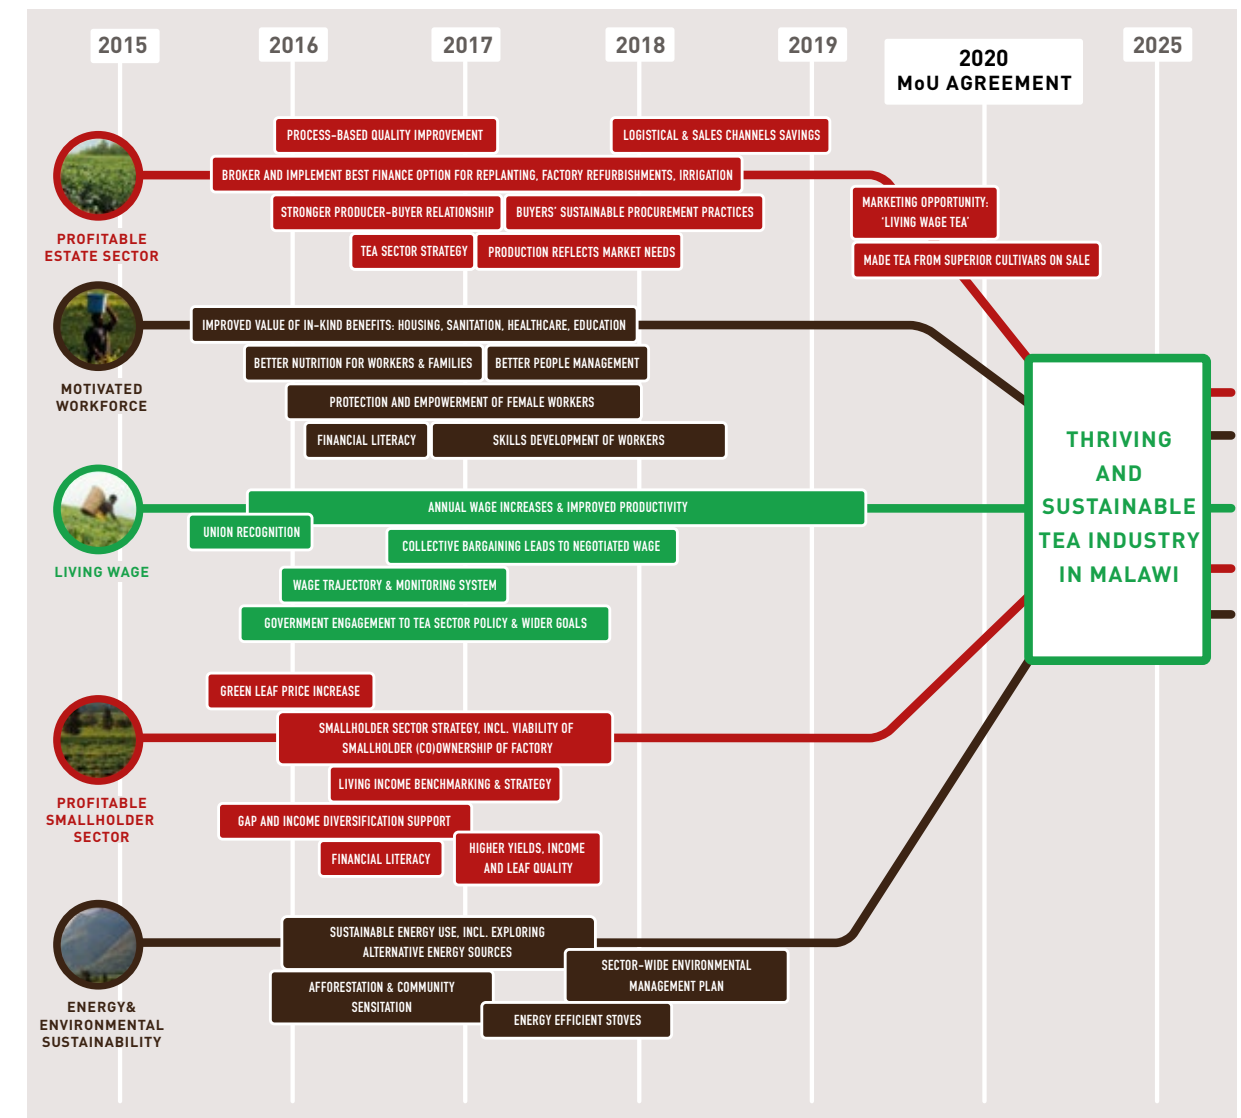 2015
2016
2017
2018
2019
2020
MoU AGREEMENT
2025
PROCESS-BASED QUALITY IMPROVEMENT
LOGISTICAL & SALES CHANNELS SAVINGS
BROKER AND IMPLEMENT BEST FINANCE OPTION FOR REPLANTING, FACTORY REFURBISHMENTS, IRRIGATION
STRONGER PRODUCER-BUYER RELATIONSHIP
BUYERS' SUSTAINABLE PROCUREMENT PRACTICES
MARKETING OPPORTUNITY:
'LIVING WAGE TEA'
PROFITABLE
ESTATE SECTOR
TEA SECTOR STRATEGY
PRODUCTION REFLECTS MARKET NEEDS
MADE TEA FROM SUPERIOR CULTIVARS ON SALE
IMPROVED VALUE OF IN-KIND BENEFITS: HOUSING, SANITATION, HEALTHCARE, EDUCATION
BETTER NUTRITION FOR WORKERS & FAMILIES
BETTER PEOPLE MANAGEMENT
MOTIVATED
WORKFORCE
PROTECTION AND EMPOWERMENT OF FEMALE WORKERS
FINANCIAL LITERACY
SKILLS DEVELOPMENT OF WORKERS
THRIVING
AND
SUSTAINABLE
TEA INDUSTRY
IN MALAWI
ANNUAL WAGE INCREASES & IMPROVED PRODUCTIVITY
UNION RECOGNITION
COLLECTIVE BARGAINING LEADS TO NEGOTIATED WAGE
LIVING WAGE
WAGE TRAJECTORY & MONITORING SYSTEM
GOVERNMENT ENGAGEMENT TO TEA SECTOR POLICY & WIDER GOALS
GREEN LEAF PRICE INCREASE
SMALLHOLDER SECTOR STRATEGY, INCL. VIABILITY OF
SMALLHOLDER (CO)OWNERSHIP OF FACTORY
LIVING INCOME BENCHMARKING & STRATEGY
PROFITABLE
SMALLHOLDER
SECTOR
GAP AND INCOME DIVERSIFICATION SUPPORT
FINANCIAL LITERACY
HIGHER YIELDS, INCOME
AND LEAF QUALITY
SUSTAINABLE ENERGY USE, INCL. EXPLORING
ALTERNATIVE ENERGY SOURCES
SECTOR-WIDE ENVIRONMENTAL
MANAGEMENT PLAN
AFFORESTATION & COMMUNITY
SENSITATION
ENERGY EFFICIENT STOVES
ENERGY&
ENVIRONMENTAL
SUSTAINABILITY